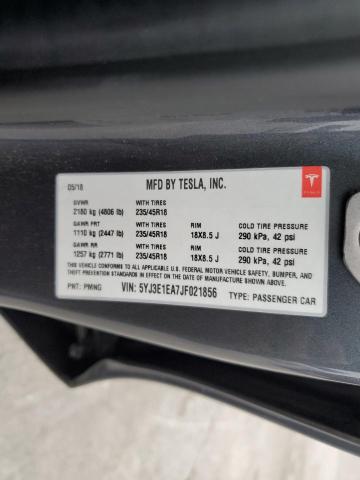 05/18 MFD BY TESLA, INC.
TESLA
GVWR WITH TIRES
2180 kg (4806 lb) 235/45R18
GAWR FRT WITH TIRES RIM COLD TIRE PRESSURE
1110 kg (2447 lb) 235/45R18 18X8.5 J 290 kPa, 42 psi
GAWR RR WITH TIRES RIM COLD TIRE PRESSURE
1257 kg (2771 lb) 235/45R18 18X8.5 J 290 kPa, 42 psi
THIS VEHICLE CONFORMS TO ALL APPLICABLE U.S. FEDERAL MOTOR VEHICLE SAFETY, BUMPER, AND
THEFT PREVENTION STANDARDS IN EFFECT ON THE DATE OF MANUFACTURE SHOWN ABOVE.
PNT: PMNG VIN: 5YJ3E1EA7JF021856 TYPE: PASSENGER CAR